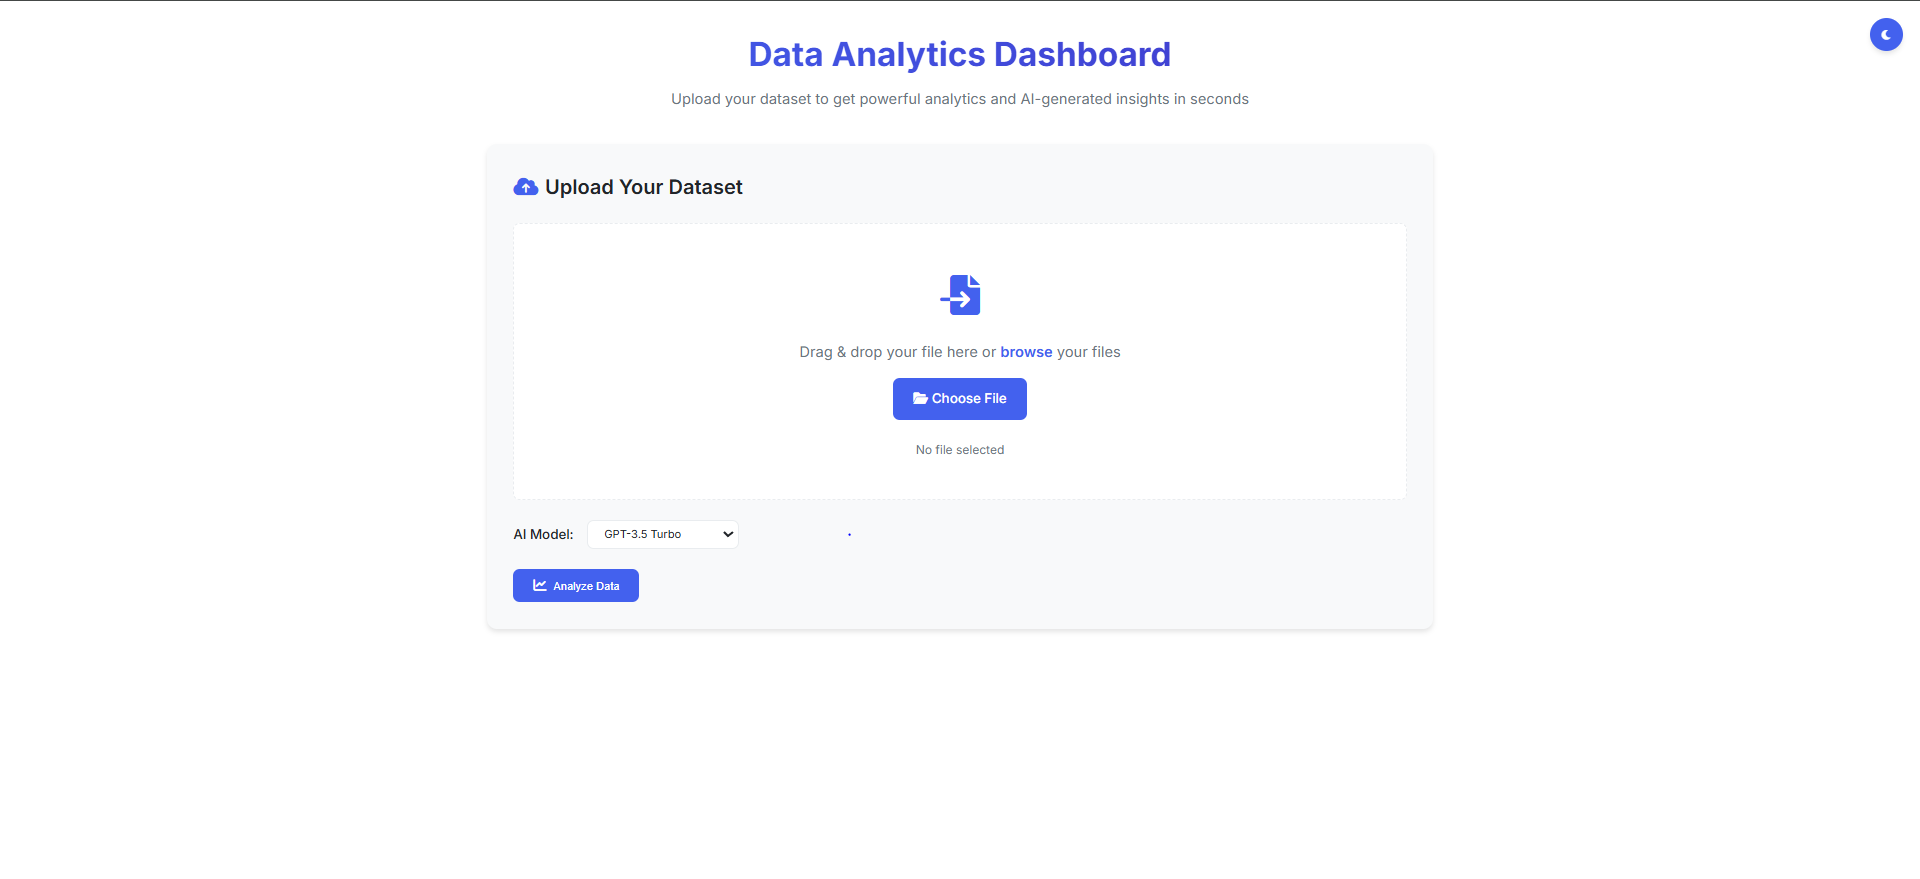 Data Analytics Dashboard
Upload your dataset to get powerful analytics and AI-generated insights in seconds
Upload Your Dataset
Drag & drop your file here or browse your files
Choose File
No file selected
AI Model: GPT-3.5 Turbo
Analyze Data